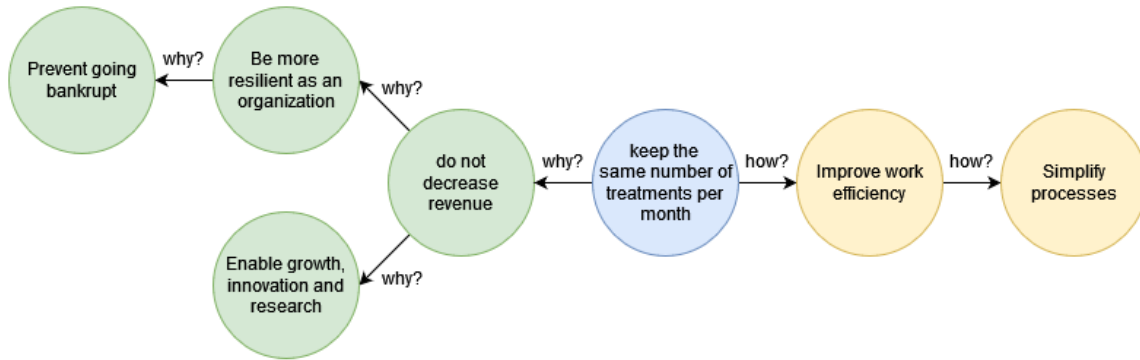 Prevent going
bankrupt
why?
Be more
resilient as an
organization
why?
do not
decrease
revenue
why?
keep the
same number of
treatments per
month
how?
Improve work
efficiency
how?
Simplify
processes
Enable growth,
innovation and
research
why?